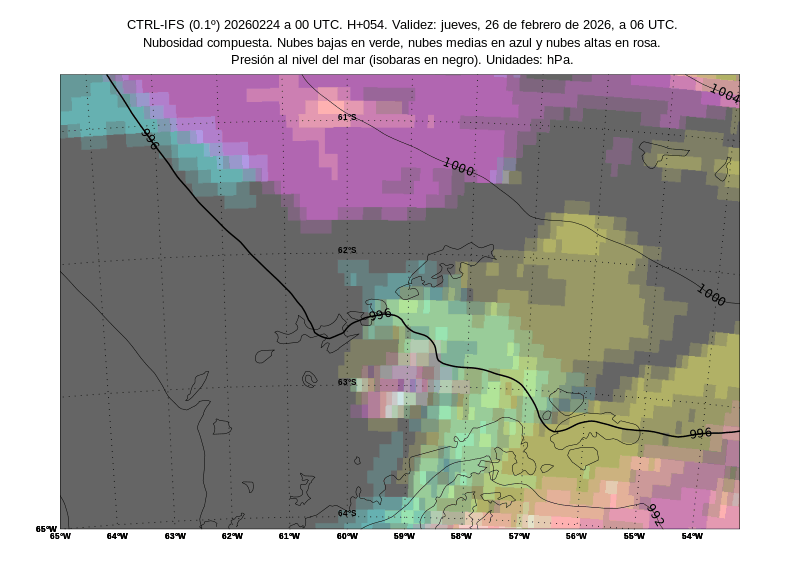 CTRL-IFS (0.1º) 20260224 a 00 UTC. H+054. Validez: jueves, 26 de febrero de 2026, a 06 UTC.
Nubosidad compuesta. Nubes bajas en verde, nubes medias en azul y nubes altas en rosa.
Presión al nivel del mar (isobaras en negro). Unidades: hPa.
1004
61°S
996
1000
62°S
1000
996
63°S
996
64°S
992
65°W
65°W 64°W 63°W 62°W 61°W 60°W 59°W 58°W 57°W 56°W 55°W 54°W